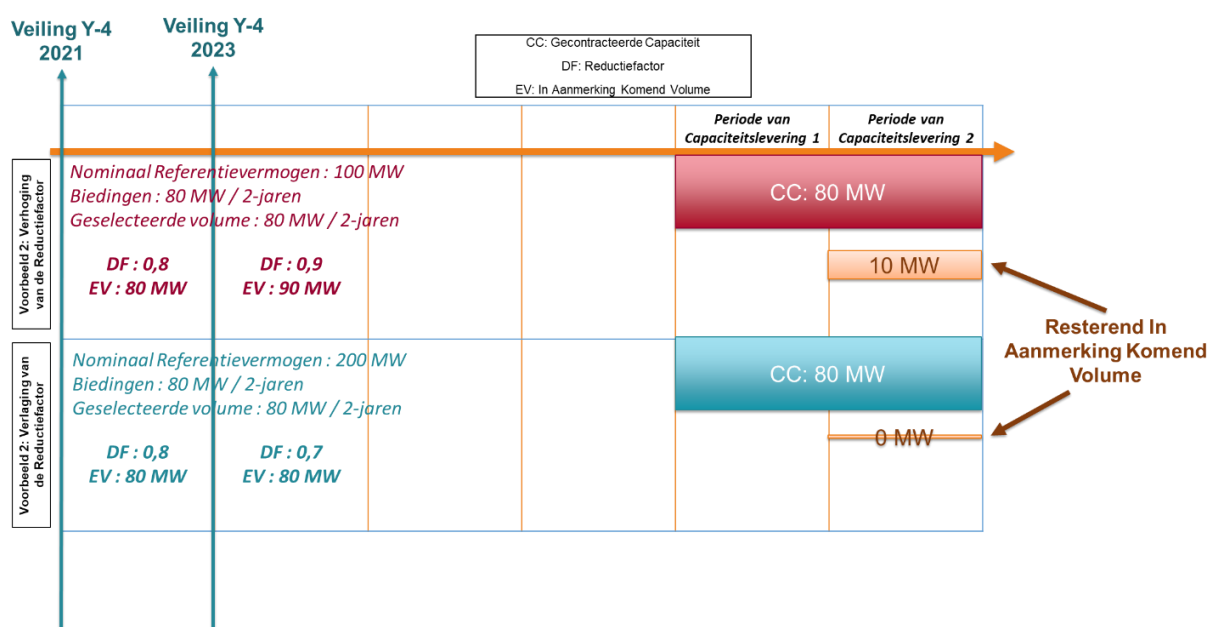 Veiling Y-4
2021
Veiling Y-4
2023
CC: Gecontracteerde Capaciteit
DF: Reductiefactor
EV: In Aanmerking Komend Volume
Periode van
Capaciteitslevering 1
Periode van
Capaciteitslevering 2
Voorbeeld 2: Verhoging
van de Reductiefactor
Nominaal Referentievermogen : 100 MW
Biedingen : 80 MW / 2-jaren
Geselecteerde volume : 80 MW / 2-jaren
DF : 0,8
EV : 80 MW
DF : 0,9
EV : 90 MW
CC: 80 MW
10 MW
Voorbeeld 2: Verlaging van
de Reductiefactor
Nominaal Referentievermogen : 200 MW
Biedingen : 80 MW / 2-jaren
Geselecteerde volume : 80 MW / 2-jaren
DF : 0,8
EV : 80 MW
DF : 0,7
EV : 80 MW
CC: 80 MW
0 MW
Resterend In
Aanmerking Komend
Volume